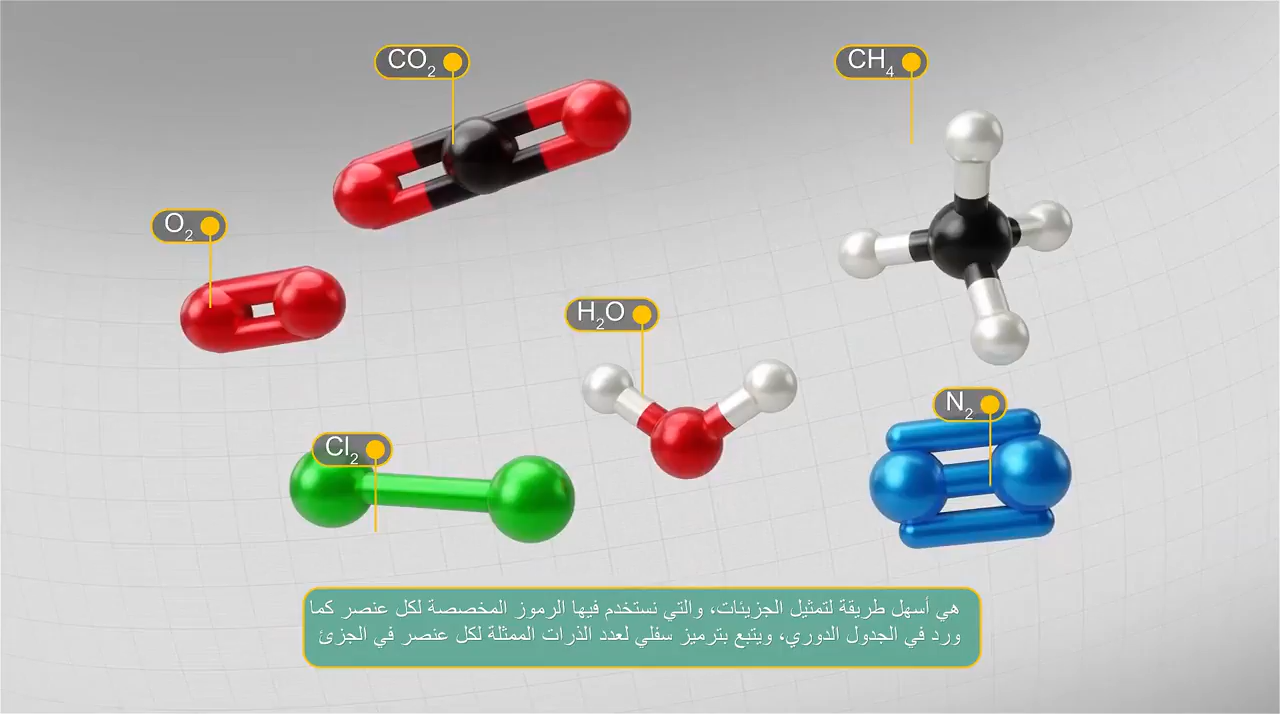 CO₂
CH₄
O₂
H₂O
N₂
Cl₂
هي أسهل طريقة لتمثيل الجزيئات، والتي نستخدم فيها الرموز المخصصة لكل عنصر كما
ورد في الجدول الدوري، ويتبع بترميز سفلي لعدد الذرات الممثلة لكل عنصر في الجزئ